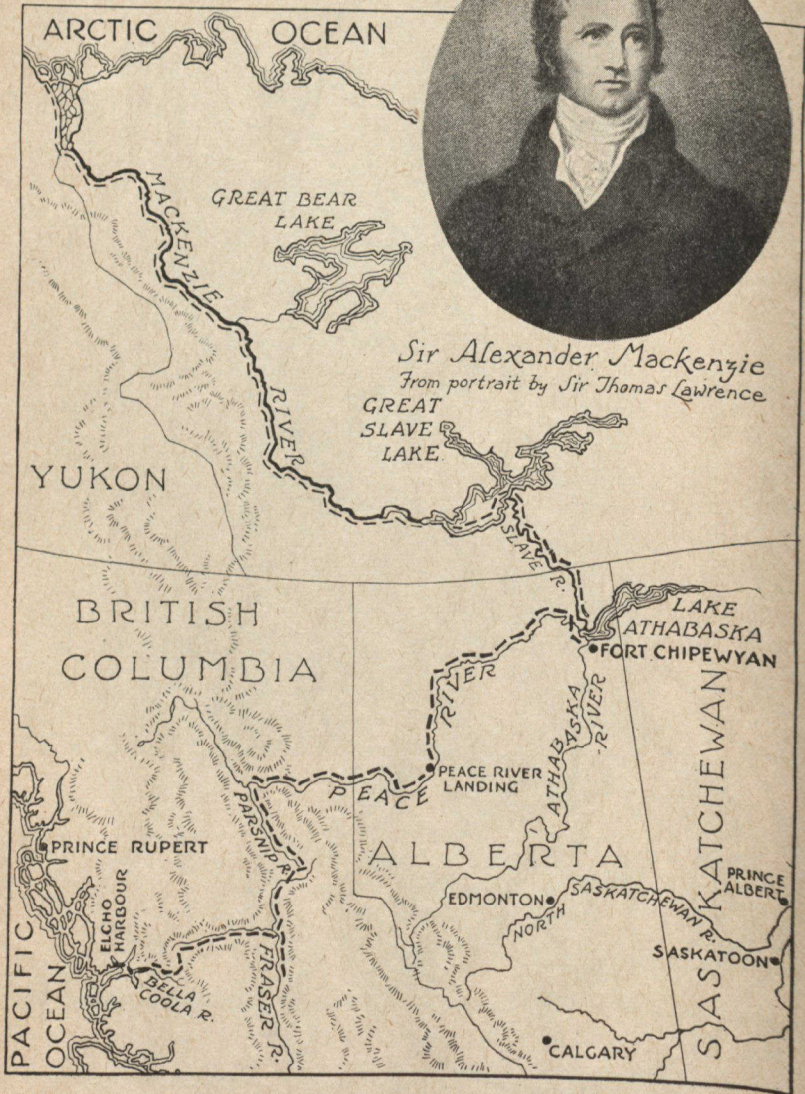 ARCTIC OCEAN
MACKENZIE
RIVER
GREAT BEAR
LAKE
Sir Alexander Mackenzie
From portrait by Sir Thomas Lawrence
GREAT
SLAVE
LAKE
YUKON
SLAVE R.
BRITISH
COLUMBIA
LAKE
ATHABASKA
FORT CHIPEWYAN
PEACE RIVER
PEACE RIVER
LANDING
ATHABASKA
RIVER
PARSNIP R.
PRINCE RUPERT
ALBERTA
SASKATCHEWAN
EDMONTON
NORTH SASKATCHEWAN R.
PRINCE
ALBERT
SASKATOON
ELCHO
HARBOUR
BELLA
COOLA R.
FRASER R.
PACIFIC
OCEAN
CALGARY